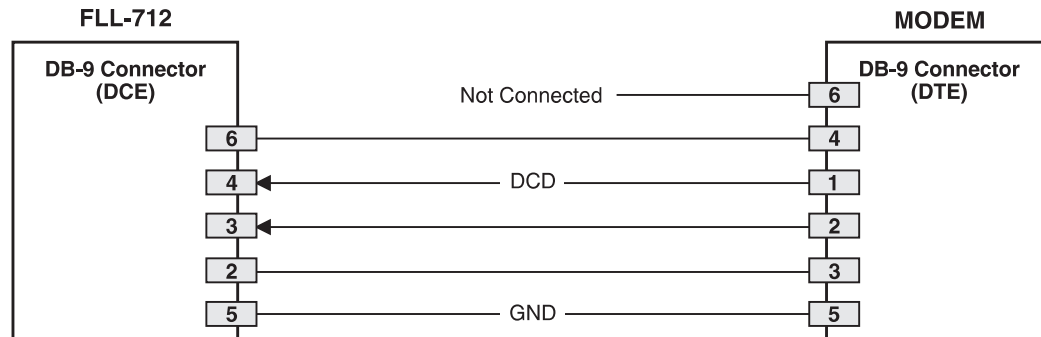 FLL-712
MODEM
DB-9 Connector
(DCE)
DB-9 Connector
(DTE)
Not Connected
6
6
4
4
DCD
1
3
2
2
3
5
GND
5